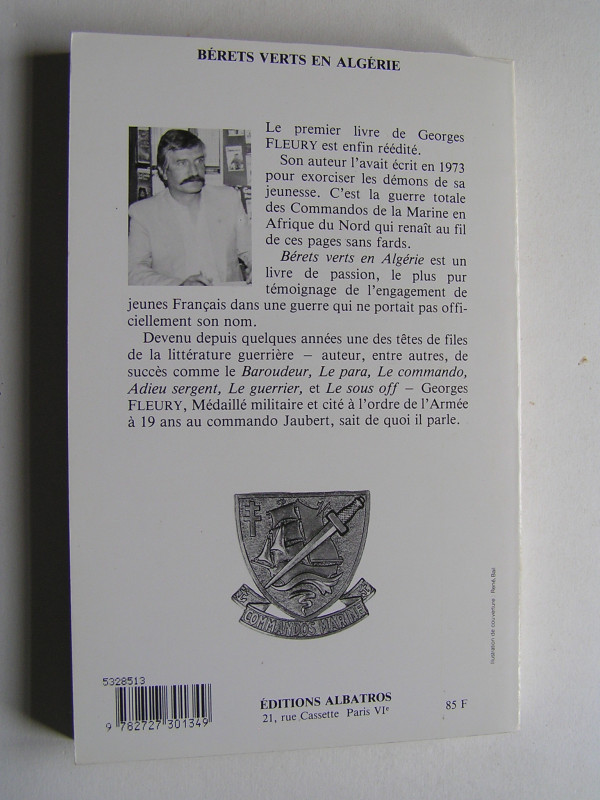 BÉRETS VERTS EN ALGÉRIE
Le premier livre de Georges
FLEURY est enfin réédité.
Son auteur l'avait écrit en 1973
pour exorciser les démons de sa
jeunesse. C'est la guerre totale
des Commandos de la Marine en
Afrique du Nord qui renaît au fil
de ces pages sans fards.
Bérets verts en Algérie est un
livre de passion, le plus pur
témoignage de l'engagement de
jeunes Français dans une guerre qui ne portait pas offi-
ciellement son nom.
Devenu depuis quelques années une des têtes de files
de la littérature guerrière – auteur, entre autres, de
succès comme le Baroudeur, Le para, Le commando,
Adieu sergent, Le guerrier, et Le sous off – Georges
FLEURY, Médaillé militaire et cité à l'ordre de l'Armée
à 19 ans au commando Jaubert, sait de quoi il parle.
COMMANDOS MARINE
Illustration de couverture : René Bail
5328513
9 782727 301349
ÉDITIONS ALBATROS
21, rue Cassette Paris VIe
85 F